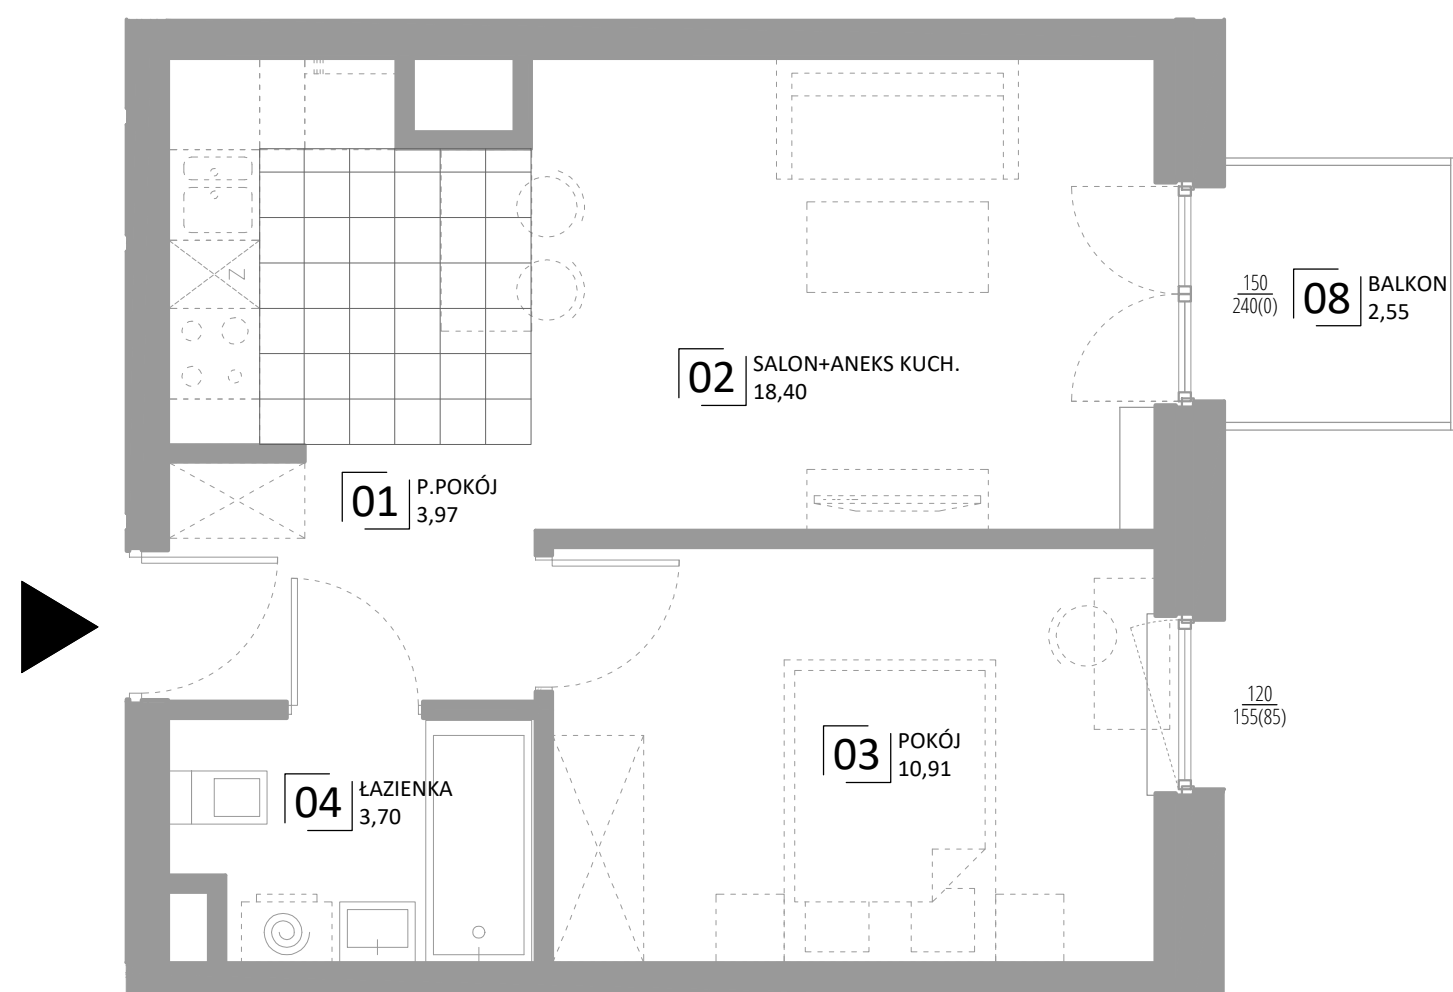 150
240(0)
08
BALKON
2,55
Z
02
SALON+ANEKS KUCH.
18,40
01
P.POKÓJ
3,97
120
155(85)
03
POKÓJ
10,91
04
ŁAZIENKA
3,70